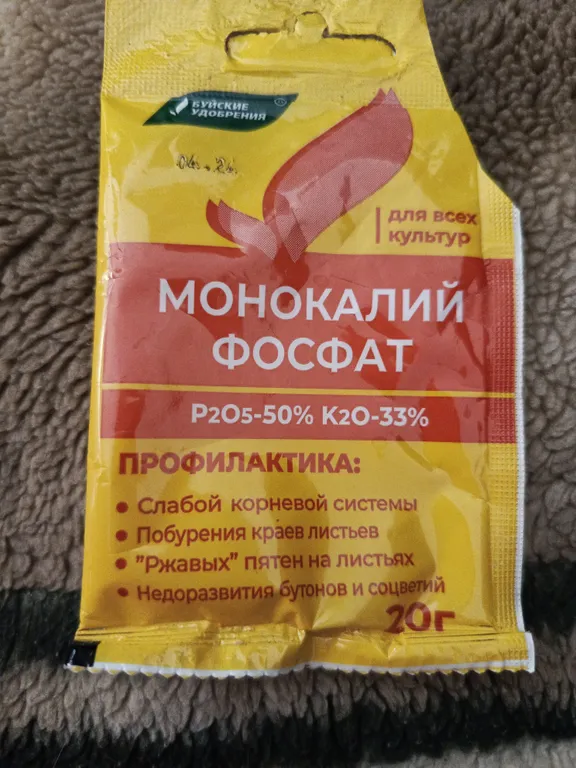 БУЙСКИЕ
УДОБРЕНИЯ®
для всех
культур
МОНОКАЛИЙ
ФОСФАТ
P2O5-50% K2O-33%
ПРОФИЛАКТИКА:
• Слабой корневой системы
• Побурения краев листьев
• "Ржавых" пятен на листьях
• Недоразвития бутонов и соцветий
20г